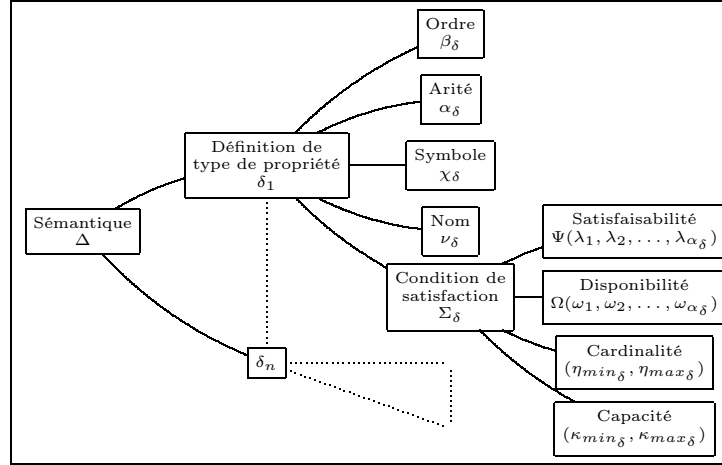 Ordre
β_δ
Arité
α_δ
Définition de
type de propriété
δ_1
Symbole
χ_δ
Sémantique
Δ
Nom
ν_δ
Satisfaisabilité
Ψ(λ_1, λ_2, . . . , λ_{α_δ})
Condition de
satisfaction
Σ_δ
Disponibilité
Ω(ω_1, ω_2, . . . , ω_{α_δ})
δ_n
Cardinalité
(η_{min_δ}, η_{max_δ})
Capacité
(κ_{min_δ}, κ_{max_δ})